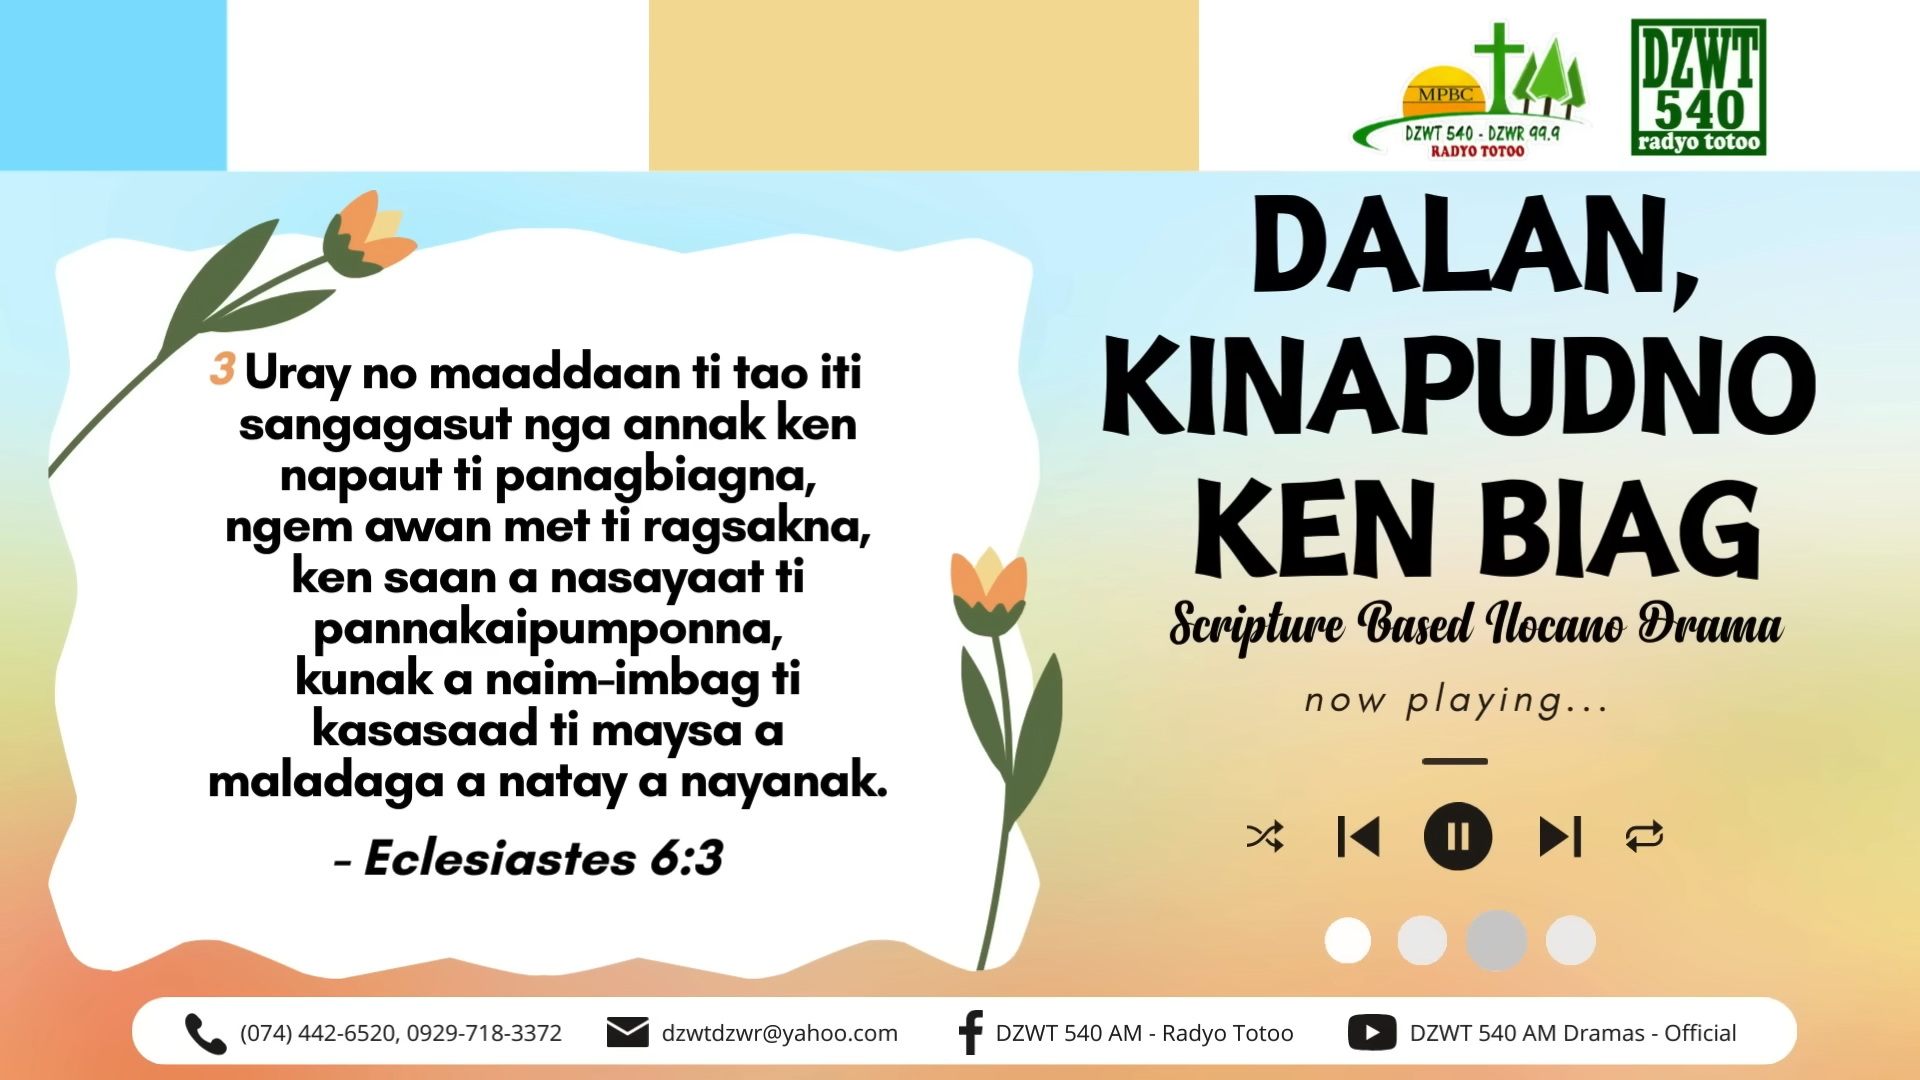 MPBC
DZWT 540 - DZWR 99.9
RADYO TOTOO
DZWT
540
radyo totoo
3 Uray no maaddaan ti tao iti
sangagasut nga annak ken
napaut ti panagbiagna,
ngem awan met ti ragsakna,
ken saan a nasayaat ti
pannakaipumponna,
kunak a naim-imbag ti
kasasaad ti maysa a
maladaga a natay a nayanak.
- Eclesiastes 6:3
DALAN,
KINAPUDNO
KEN BIAG
Scripture Based Ilocano Drama
now playing...
(074) 442-6520, 0929-718-3372
dzwtdzwr@yahoo.com
DZWT 540 AM - Radyo Totoo
DZWT 540 AM Dramas - Official